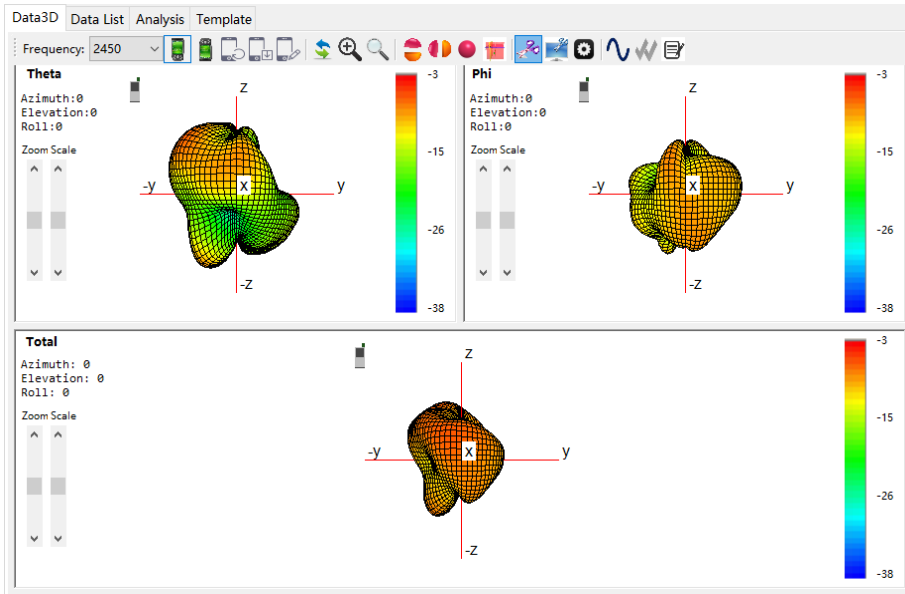 Data3D Data List Analysis Template
Frequency: 2450
Theta
Azimuth:0
Elevation:0
Roll:0
Zoom Scale
Z
-y
x
y
-Z
-3
-15
-26
-38
Phi
Azimuth:0
Elevation:0
Roll:0
Zoom Scale
Z
-y
x
y
-Z
-3
-15
-26
-38
Total
Azimuth: 0
Elevation: 0
Roll: 0
Zoom Scale
Z
-y
x
y
-Z
-3
-15
-26
-38